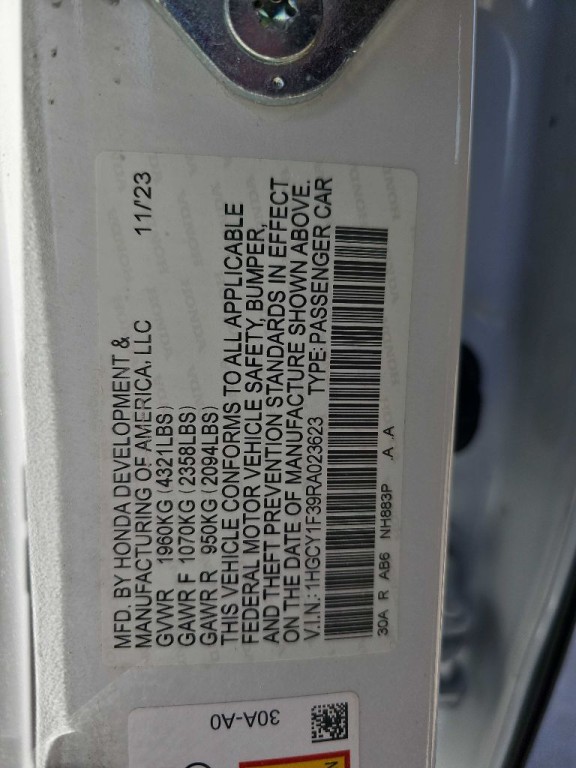 MFD. BY HONDA DEVELOPMENT &
MANUFACTURING OF AMERICA, LLC 11/'23
GVWR 1960KG (4321LBS)
GAWR F 1070KG (2358LBS)
GAWR R 950KG (2094LBS)
THIS VEHICLE CONFORMS TO ALL APPLICABLE
FEDERAL MOTOR VEHICLE SAFETY, BUMPER,
AND THEFT PREVENTION STANDARDS IN EFFECT
ON THE DATE OF MANUFACTURE SHOWN ABOVE.
V.I.N.: 1HGCY1F39RA023623 TYPE: PASSENGER CAR
30A R AB6 NH883P A A
30A-A0